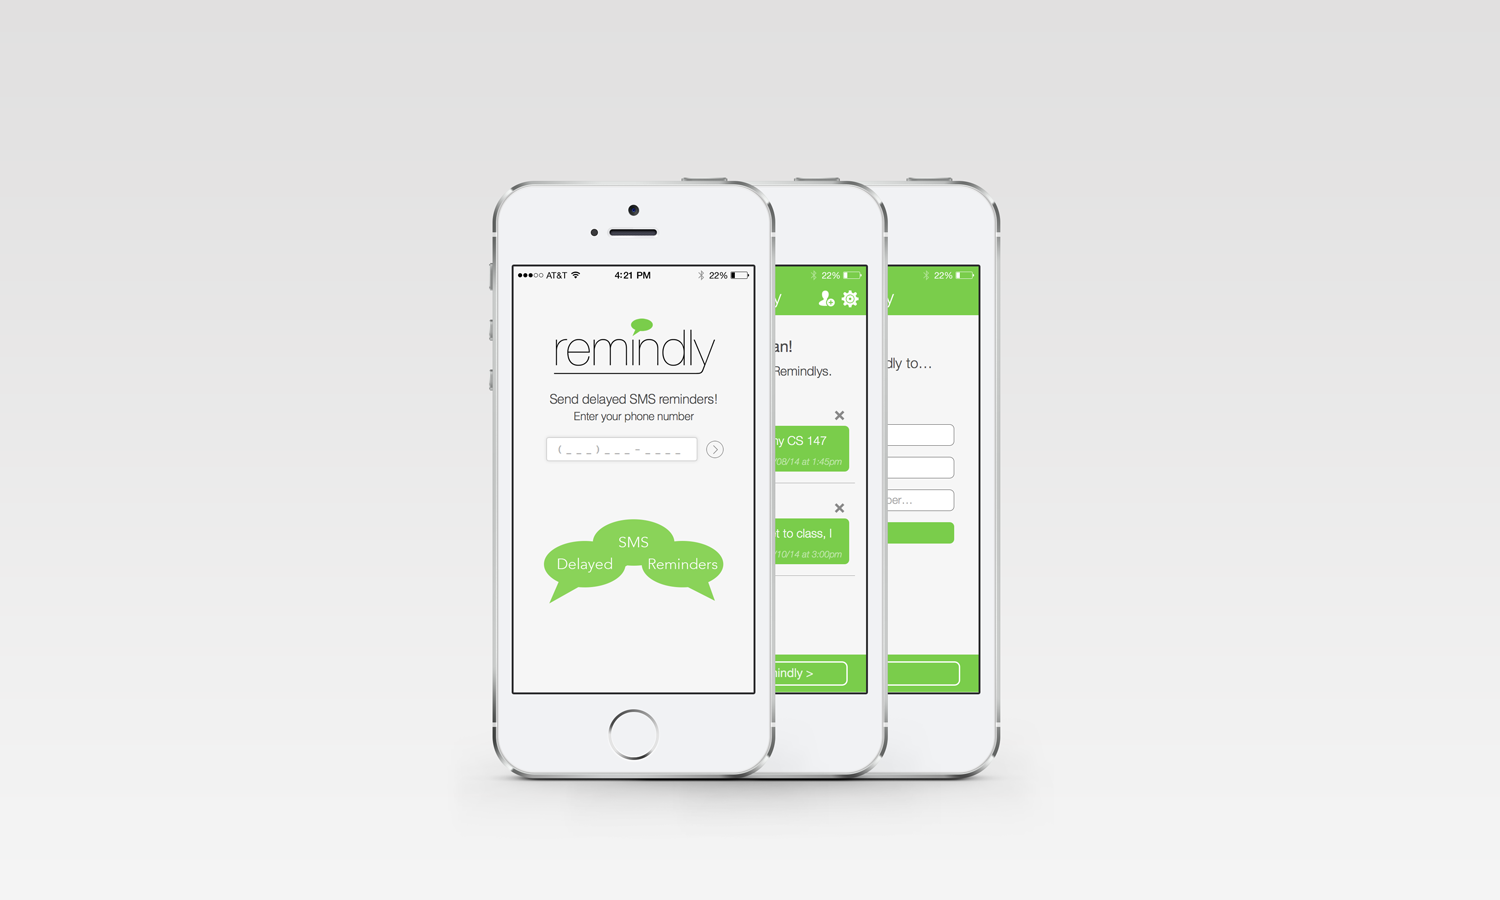 AT&T 4:21 PM 22%
remindly
Send delayed SMS reminders!
Enter your phone number
(___)___-____
SMS
Delayed Reminders
22%
y
an!
Remindlys.
ny CS 147
/08/14 at 1:45pm
t to class, I
/10/14 at 3:00pm
indly >
22%
y
dly to...
ber...